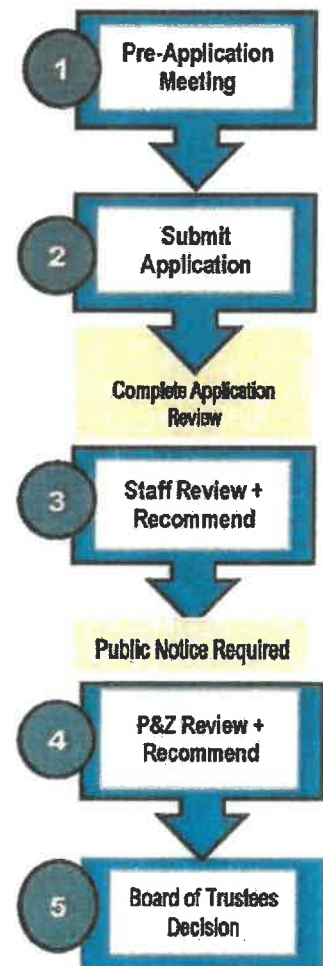 1
Pre-Application
Meeting
2
Submit
Application
Complete Application
Review
3
Staff Review +
Recommend
Public Notice Required
4
P&Z Review +
Recommend
5
Board of Trustees
Decision